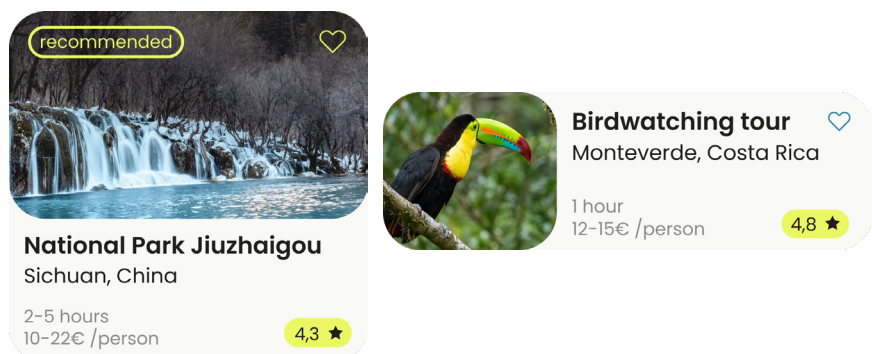 recommended
National Park Jiuzhaigou
Sichuan, China
2-5 hours
10-22€ /person
4,3
Birdwatching tour
Monteverde, Costa Rica
1 hour
12-15€ /person
4,8